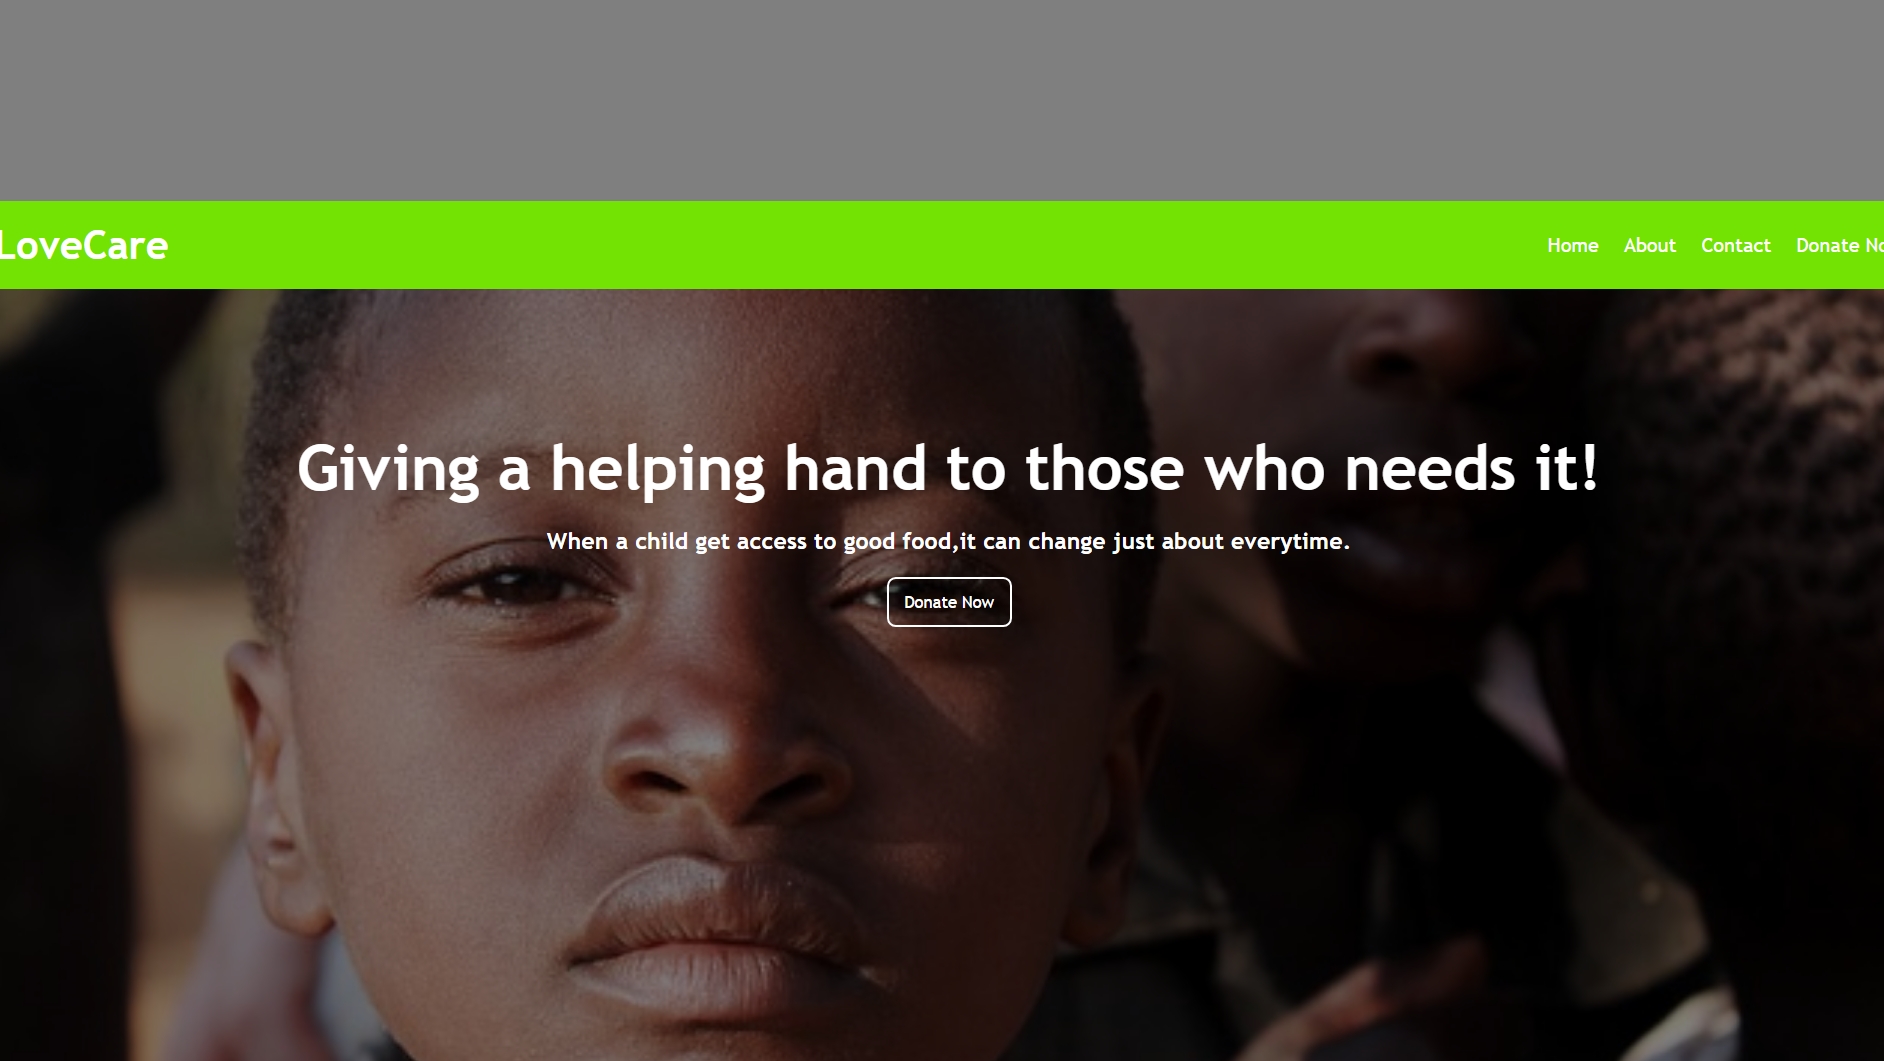 LoveCare
Home About Contact Donate
Giving a helping hand to those who needs it!
When a child get access to good food,it can change just about everytime.
Donate Now